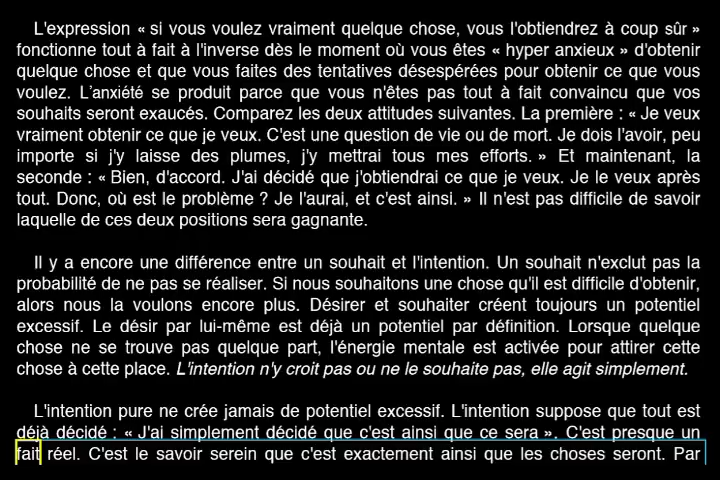 L'expression « si vous voulez vraiment quelque chose, vous l'obtiendrez à coup sûr »
fonctionne tout à fait à l'inverse dès le moment où vous êtes « hyper anxieux » d'obtenir
quelque chose et que vous faites des tentatives désespérées pour obtenir ce que vous
voulez. L'anxiété se produit parce que vous n'êtes pas tout à fait convaincu que vos
souhaits seront exaucés. Comparez les deux attitudes suivantes. La première : « Je veux
vraiment obtenir ce que je veux. C'est une question de vie ou de mort. Je dois l'avoir, peu
importe si j'y laisse des plumes, j'y mettrai tous mes efforts. » Et maintenant, la
seconde : « Bien, d'accord. J'ai décidé que j'obtiendrai ce que je veux. Je le veux après
tout. Donc, où est le problème ? Je l'aurai, et c'est ainsi. » Il n'est pas difficile de savoir
laquelle de ces deux positions sera gagnante.
Il y a encore une différence entre un souhait et l'intention. Un souhait n'exclut pas la
probabilité de ne pas se réaliser. Si nous souhaitons une chose qu'il est difficile d'obtenir,
alors nous la voulons encore plus. Désirer et souhaiter créent toujours un potentiel
excessif. Le désir par lui-même est déjà un potentiel par définition. Lorsque quelque
chose ne se trouve pas quelque part, l'énergie mentale est activée pour attirer cette
chose à cette place. L'intention n'y croit pas ou ne le souhaite pas, elle agit simplement.
L'intention pure ne crée jamais de potentiel excessif. L'intention suppose que tout est
déjà décidé : « J'ai simplement décidé que c'est ainsi que ce sera ». C'est presque un
fait réel. C'est le savoir serein que c'est exactement ainsi que les choses seront. Par